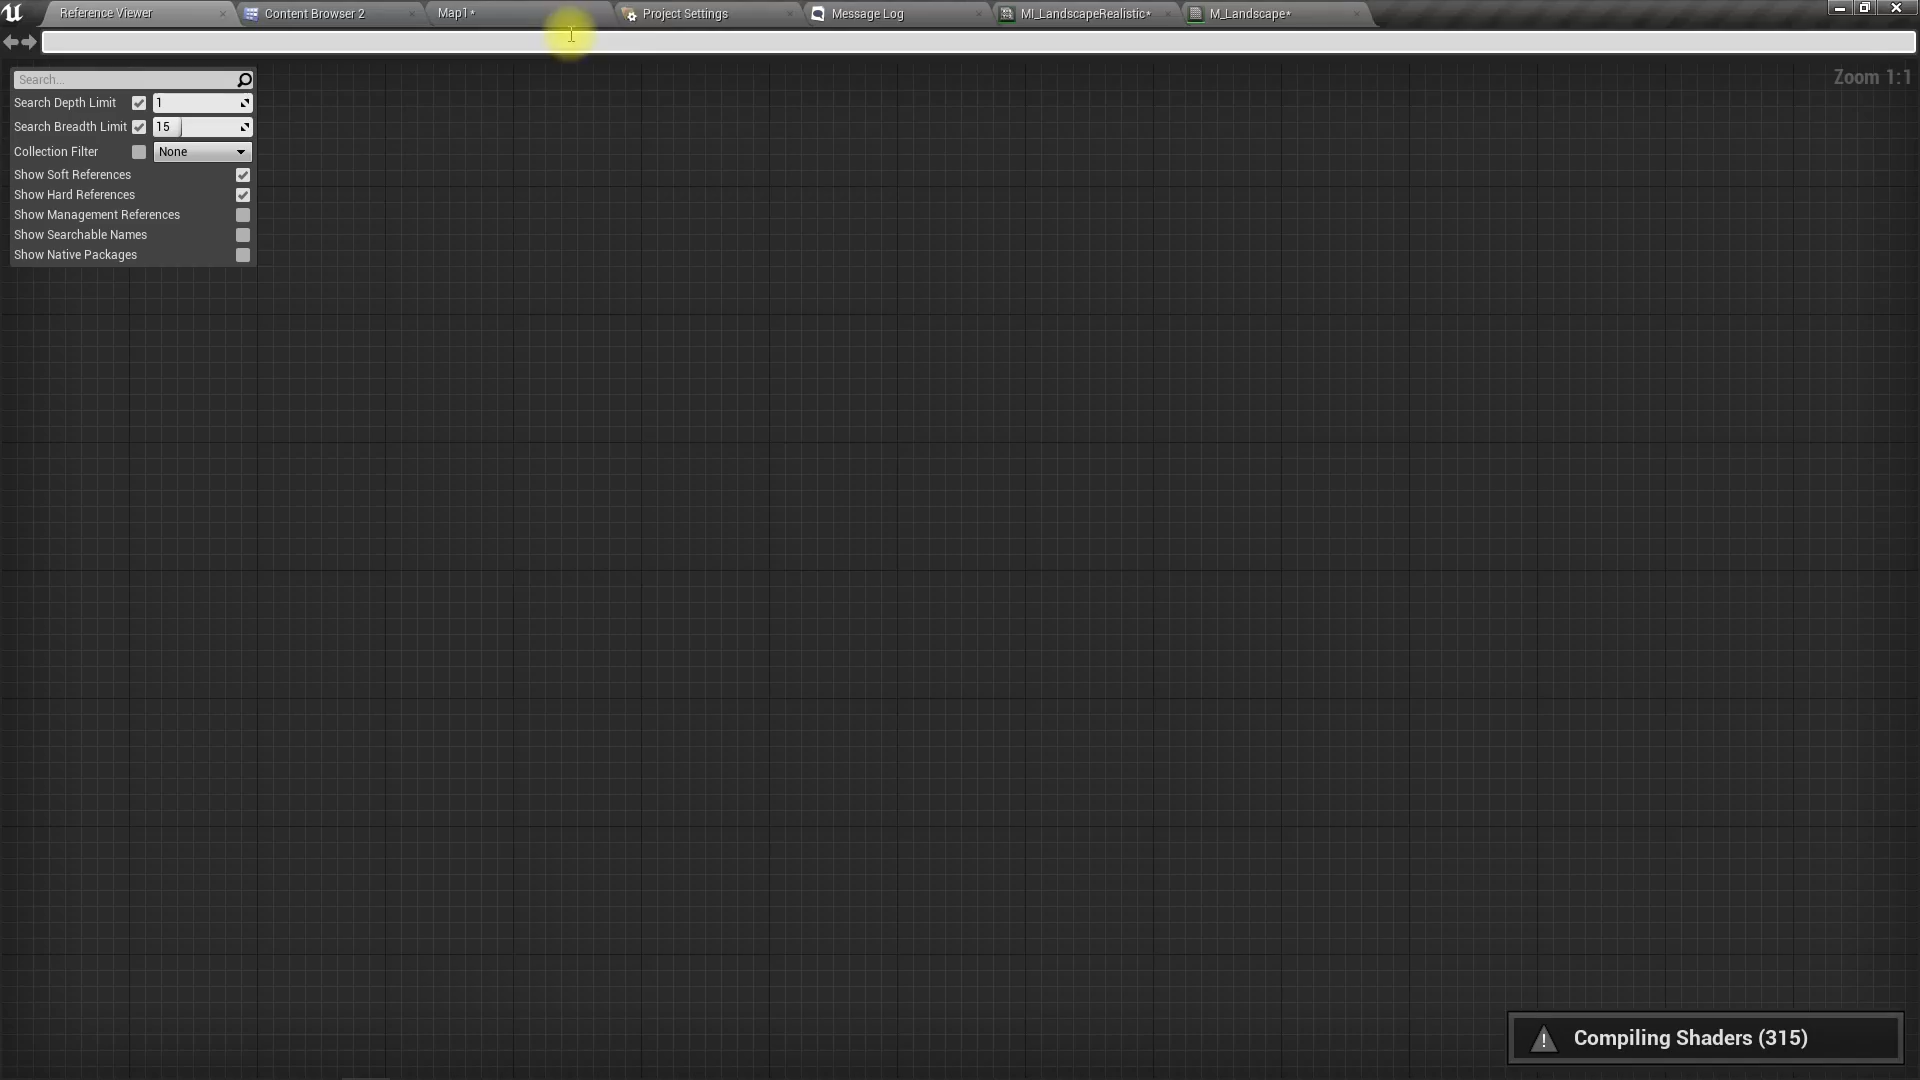 Reference Viewer
Content Browser 2
Map1*
Project Settings
Message Log
MI_LandscapeRealistic*
M_Landscape*
Zoom 1:1
Search...
Search Depth Limit 1
Search Breadth Limit 15
Collection Filter None
Show Soft References
Show Hard References
Show Management References
Show Searchable Names
Show Native Packages
Compiling Shaders (315)